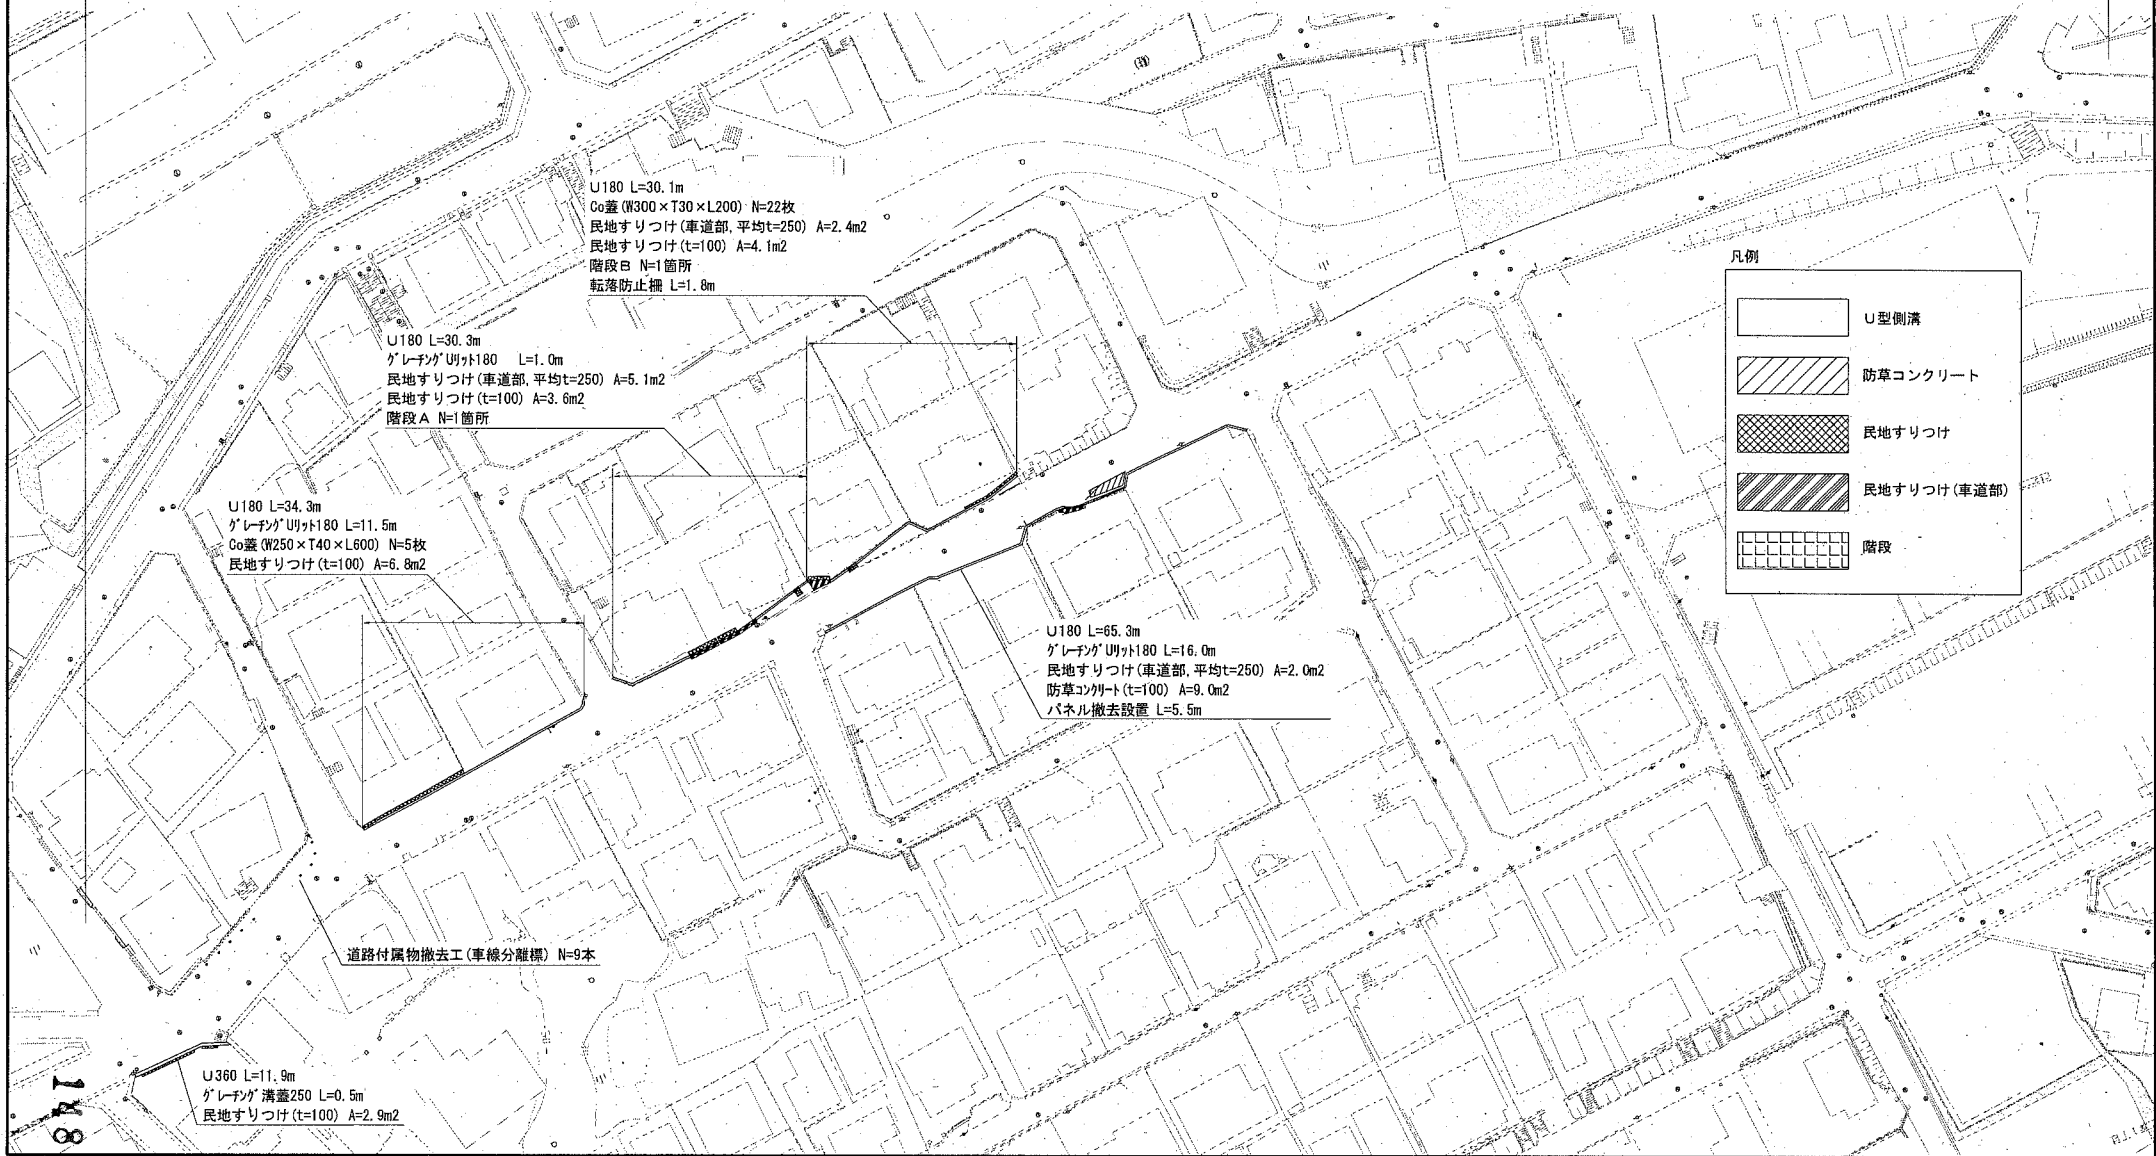 U180 L=30.1m
Co蓋(W300×T30×L200) N=22枚
民地すりつけ(車道部,平均t=250) A=2.4m2
民地すりつけ(t=100) A=4.1m2
階段B N=1箇所
転落防止柵 L=1.8m
U180 L=30.3m
グレーチングUリット180 L=1.0m
民地すりつけ(車道部,平均t=250) A=5.1m2
民地すりつけ(t=100) A=3.6m2
階段A N=1箇所
U180 L=34.3m
グレーチングUリット180 L=11.5m
Co蓋(W250×T40×L600) N=5枚
民地すりつけ(t=100) A=6.8m2
凡例
U型側溝
防草コンクリート
民地すりつけ
民地すりつけ(車道部)
階段
U180 L=65.3m
グレーチングUリット180 L=16.0m
民地すりつけ(車道部,平均t=250) A=2.0m2
防草コンクリート(t=100) A=9.0m2
パネル撤去設置 L=5.5m
道路付属物撤去工(車線分離標) N=9本
U360 L=11.9m
グレーチング溝蓋250 L=0.5m
民地すりつけ(t=100) A=2.9m2